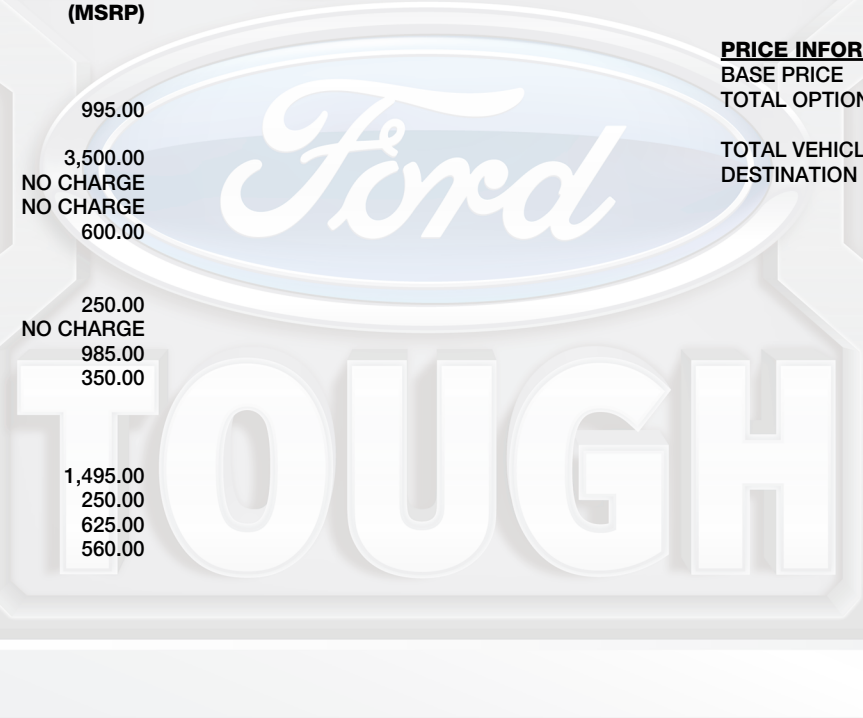 (MSRP)
995.00
3,500.00
NO CHARGE
NO CHARGE
600.00
250.00
NO CHARGE
985.00
350.00
1,495.00
250.00
625.00
560.00
PRICE INFOR
BASE PRICE
TOTAL OPTION
TOTAL VEHICL
DESTINATION
Ford
TOUGH